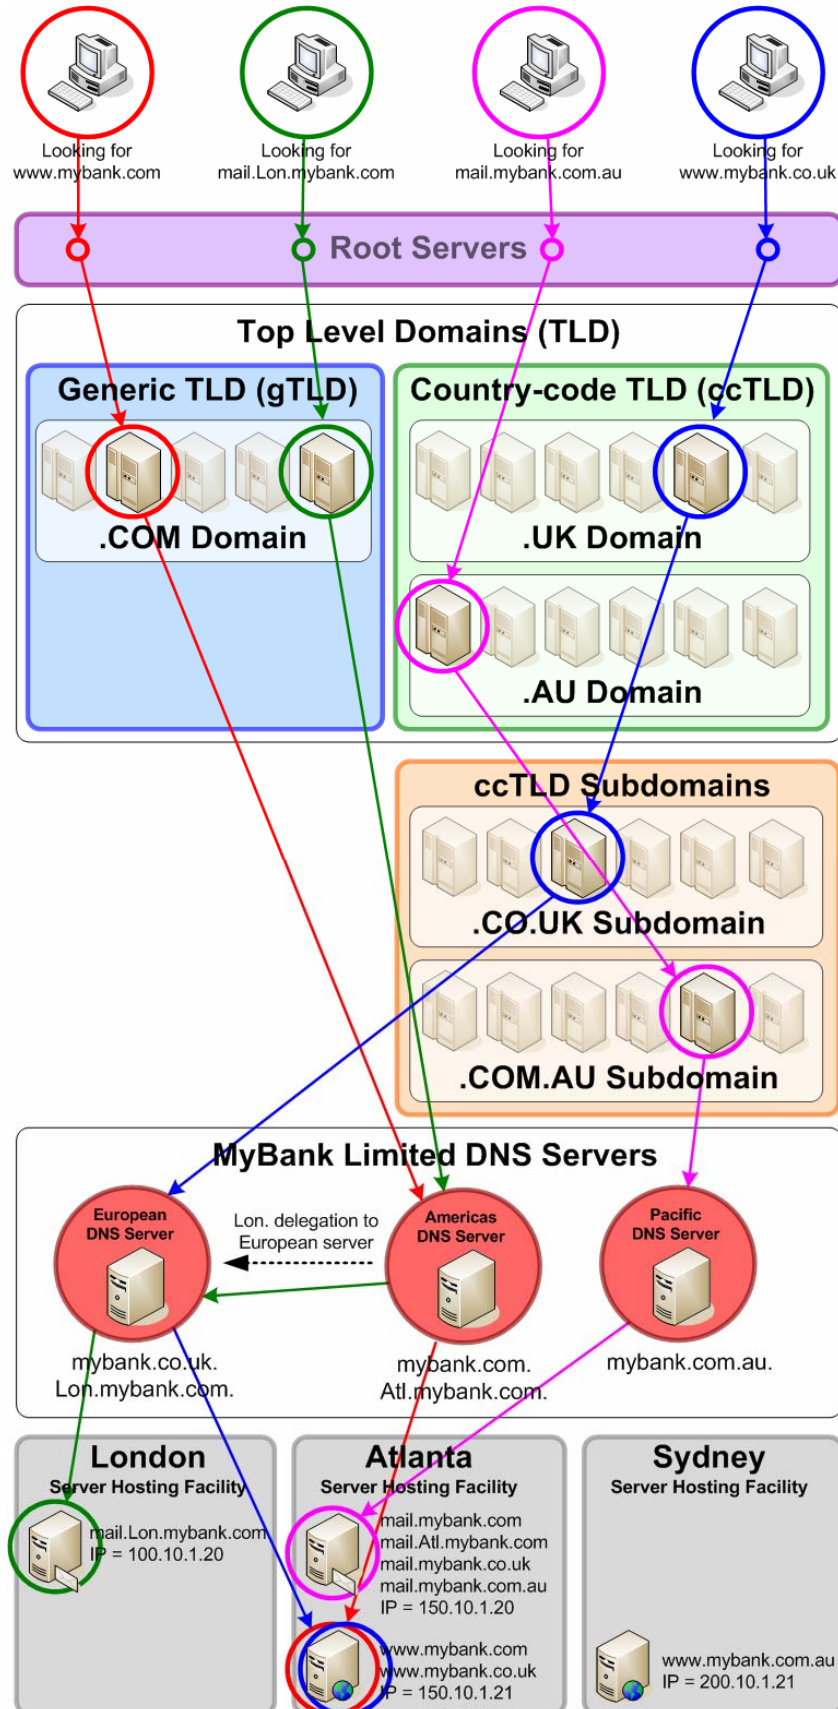 Looking for
www.mybank.com
Looking for
mail.Lon.mybank.com
Looking for
mail.mybank.com.au
Looking for
www.mybank.co.uk
Root Servers
Top Level Domains (TLD)
Generic TLD (gTLD)
.COM Domain
Country-code TLD (ccTLD)
.UK Domain
.AU Domain
ccTLD Subdomains
.CO.UK Subdomain
.COM.AU Subdomain
MyBank Limited DNS Servers
European
DNS Server
mybank.co.uk.
Lon.mybank.com.
Lon. delegation to
European server
Americas
DNS Server
mybank.com.
Atl.mybank.com.
Pacific
DNS Server
mybank.com.au.
London
Server Hosting Facility
mail.Lon.mybank.com
IP = 100.10.1.20
Atlanta
Server Hosting Facility
mail.mybank.com
mail.Atl.mybank.com
mail.mybank.co.uk
mail.mybank.com.au
IP = 150.10.1.20
www.mybank.com
www.mybank.co.uk
IP = 150.10.1.21
Sydney
Server Hosting Facility
www.mybank.com.au
IP = 200.10.1.21